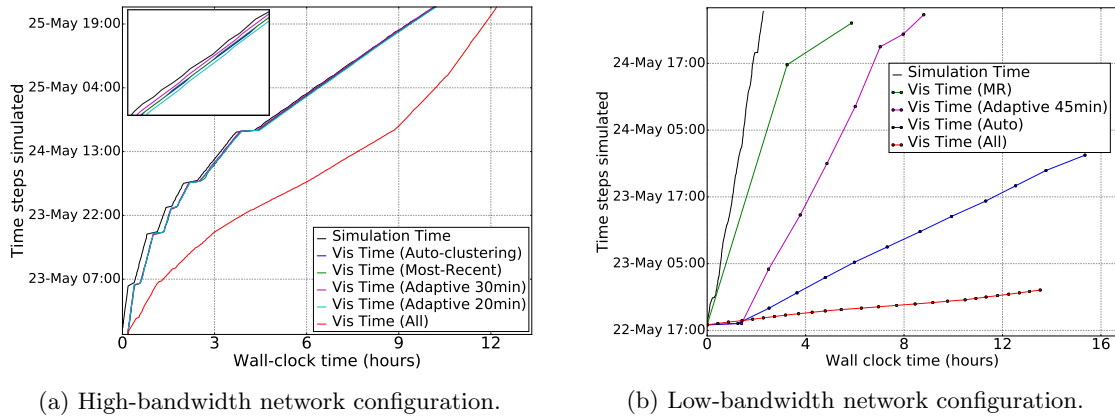 25-May 19:00
25-May 04:00
24-May 13:00
23-May 22:00
23-May 07:00
Time steps simulated
0 3 6 9 12
Wall-clock time (hours)
Simulation Time
Vis Time (Auto-clustering)
Vis Time (Most-Recent)
Vis Time (Adaptive 30min)
Vis Time (Adaptive 20min)
Vis Time (All)
(a) High-bandwidth network configuration.
24-May 17:00
24-May 05:00
23-May 17:00
23-May 05:00
22-May 17:00
Time steps simulated
0 4 8 12 16
Wall clock time (hours)
Simulation Time
Vis Time (MR)
Vis Time (Adaptive 45min)
Vis Time (Auto)
Vis Time (All)
(b) Low-bandwidth network configuration.